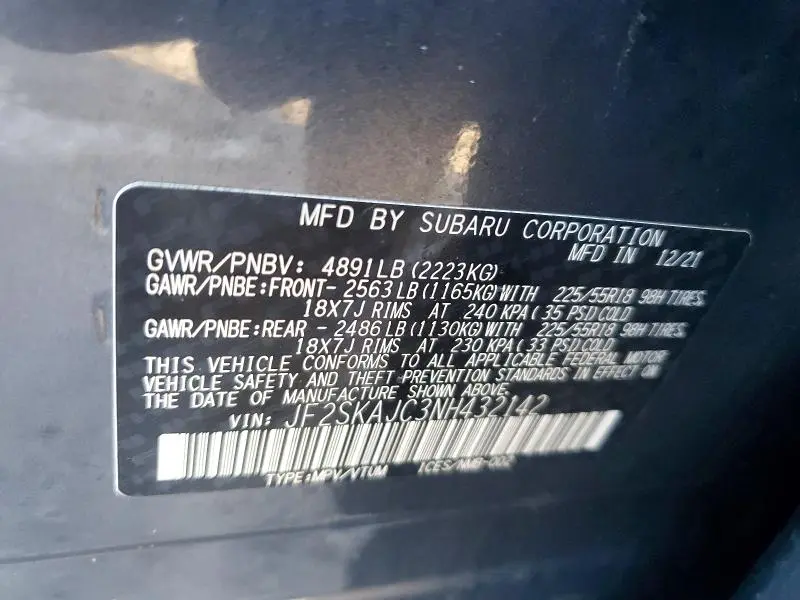 MFD BY SUBARU CORPORATION
MFD IN 12/21
GVWR/PNBV: 4891LB(2223KG)
GAWR/PNBE:FRONT- 2563LB(1165KG)WITH 225/55R18 98H TIRES,
18X7J RIMS AT 240 KPA( 35 PSI)COLD
GAWR/PNBE:REAR - 2486LB(1130KG)WITH 225/55R18 98H TIRES,
18X7J RIMS AT 230 KPA( 33 PSI)COLD
THIS VEHICLE CONFORMS TO ALL APPLICABLE FEDERAL MOTOR
VEHICLE SAFETY AND THEFT PREVENTION STANDARDS IN EFFECT ON
THE DATE OF MANUFACTURE SHOWN ABOVE.
VIN: JF2SKAJC3NH432142
TYPE:MPV/VTUM ICES/NMB-002